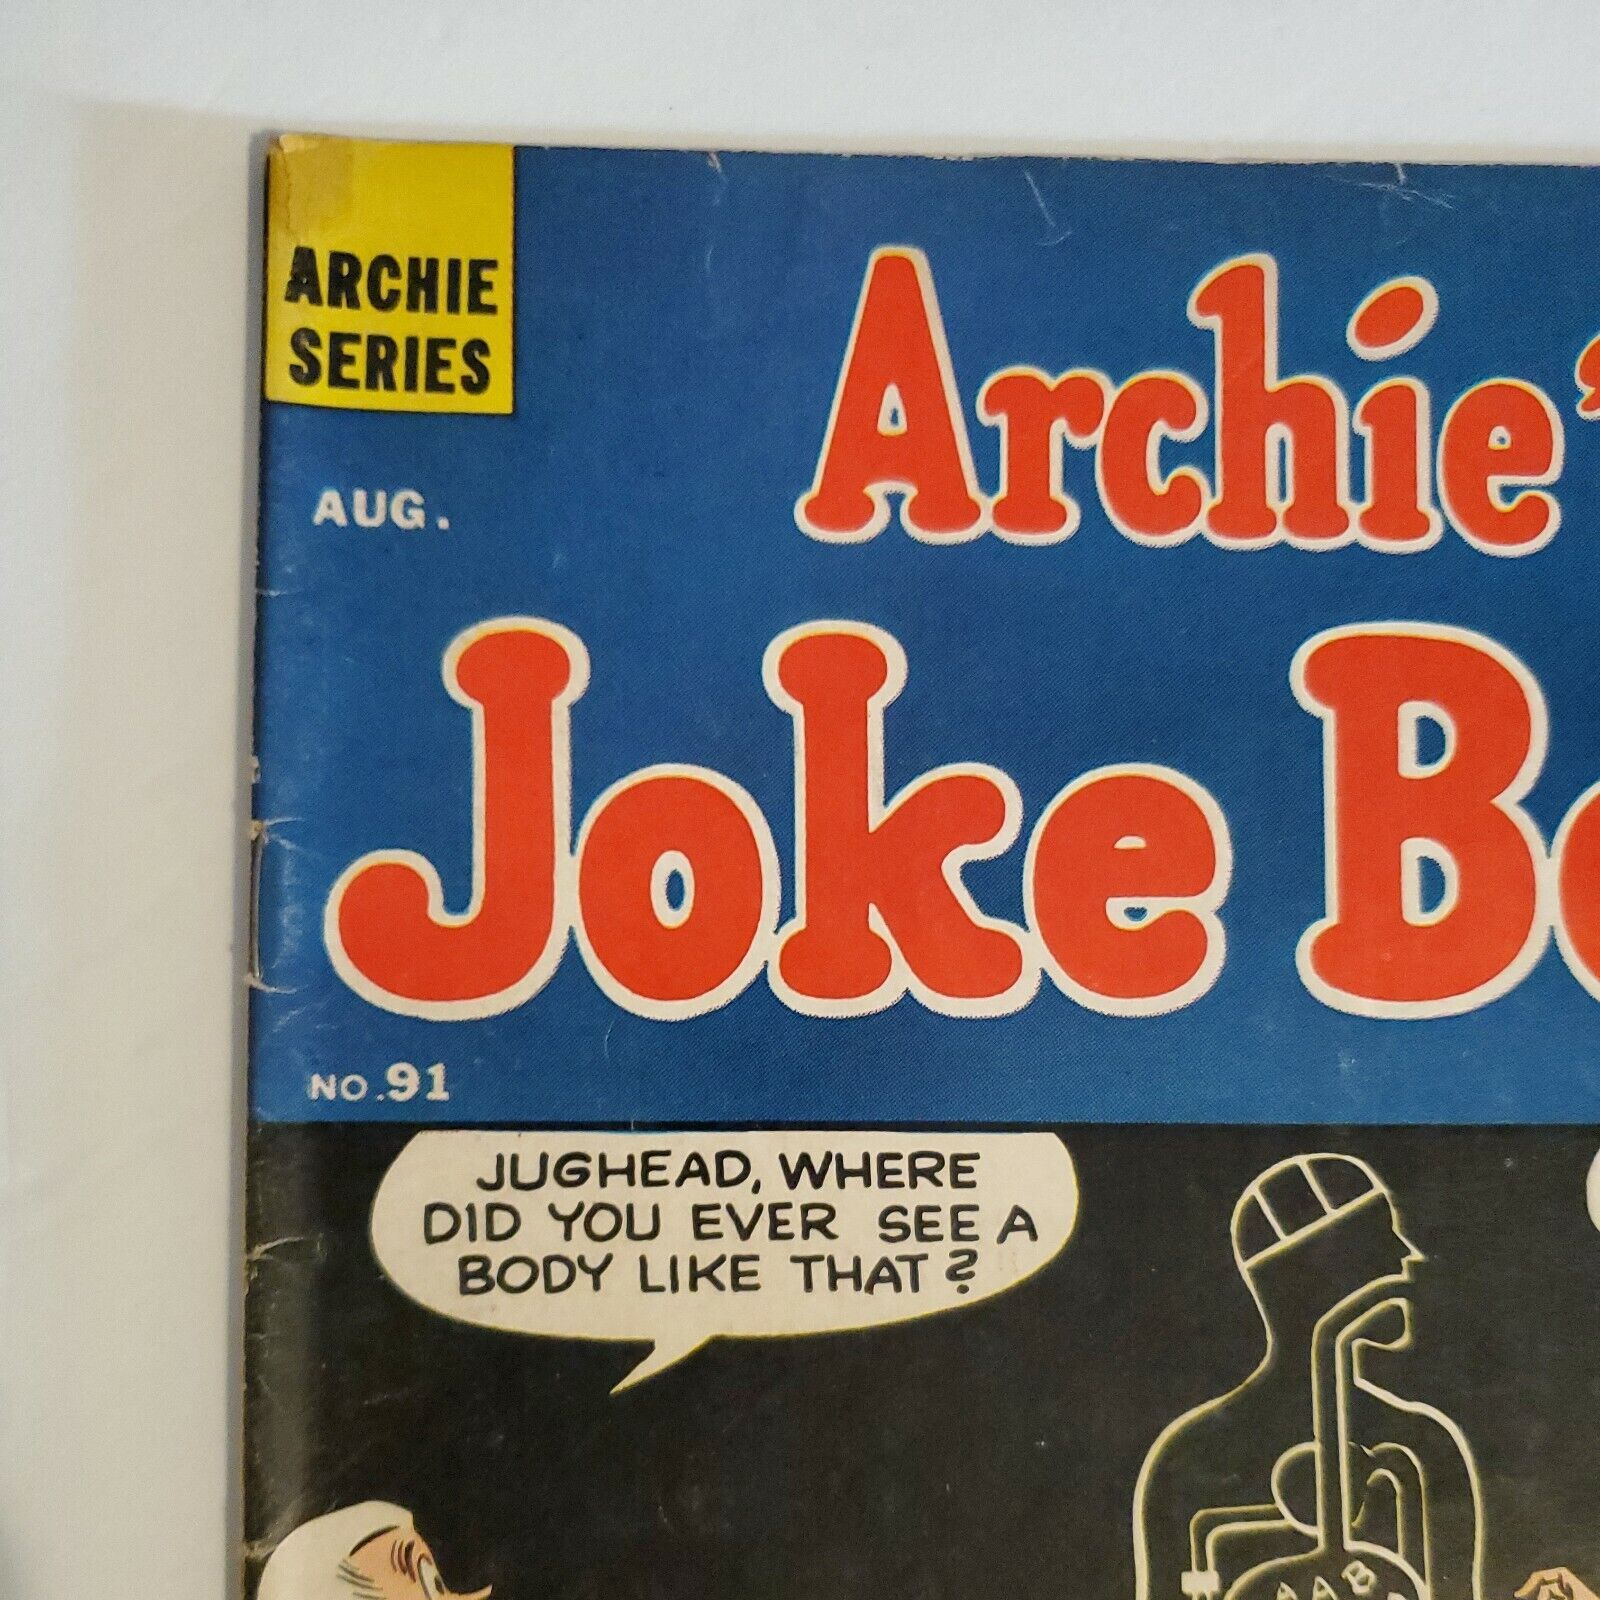 ARCHIE
SERIES
AUG.
Archie'
Joke Bo
NO. 91
JUGHEAD, WHERE
DID YOU EVER SEE A
BODY LIKE THAT?
A A B